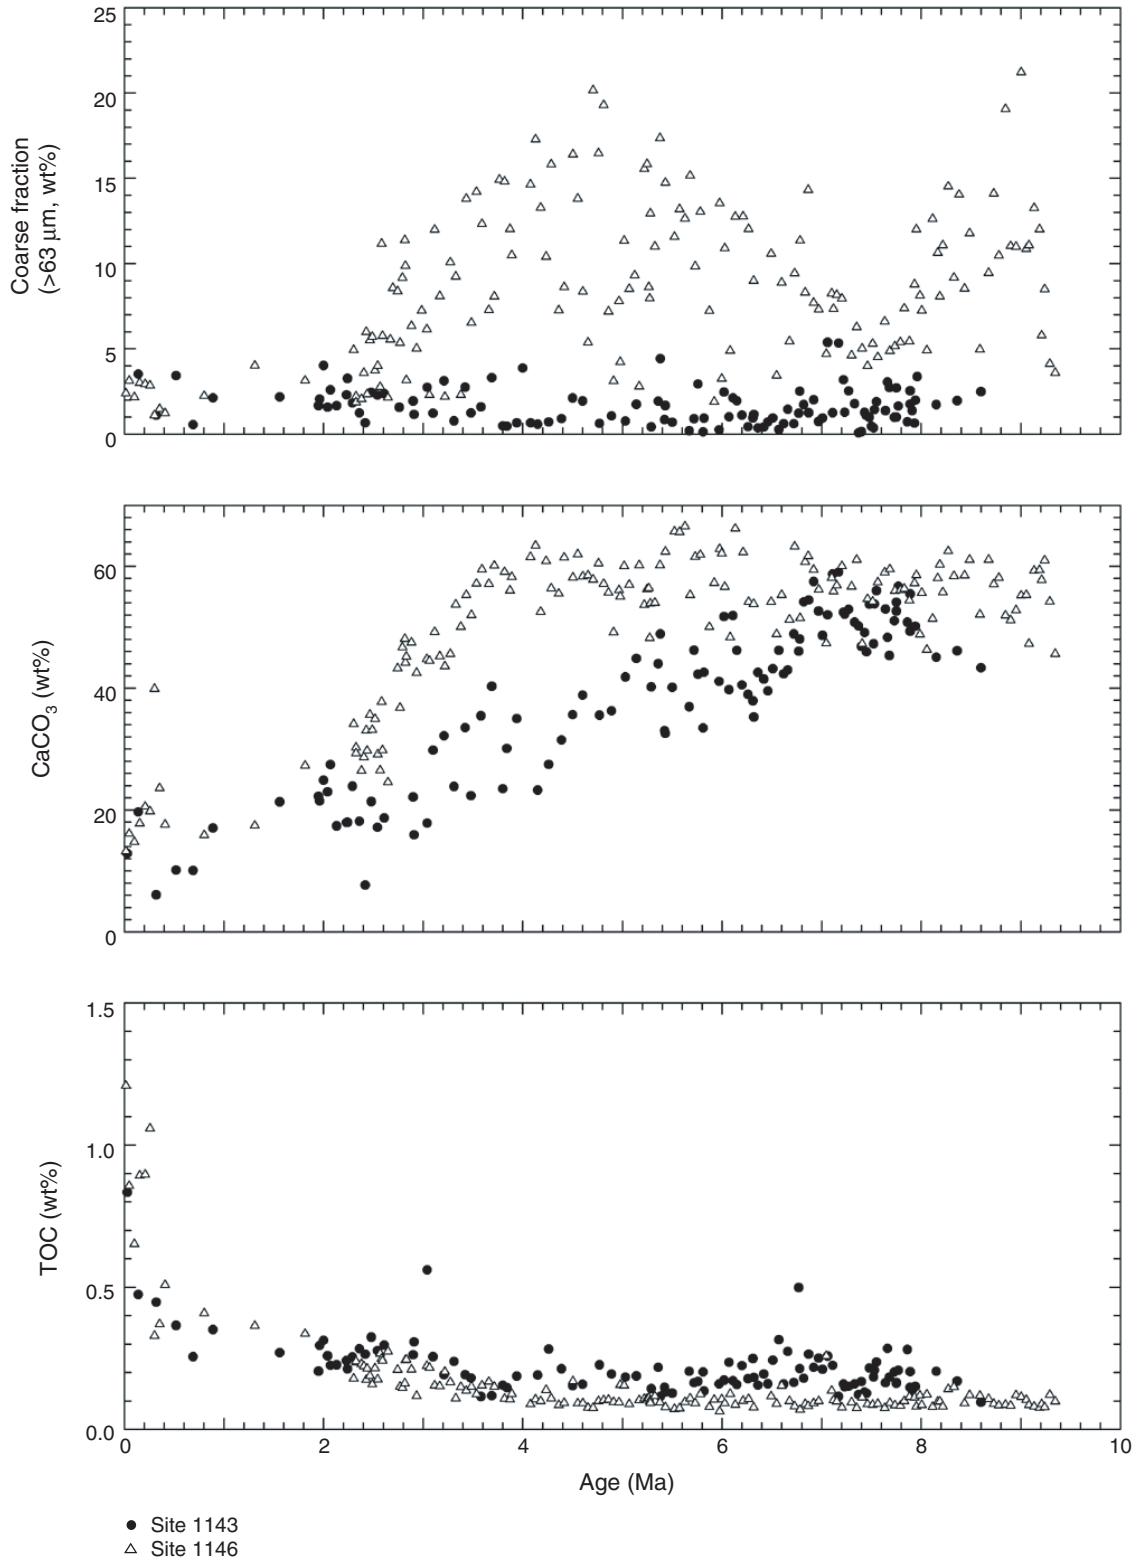 25
20
15
10
5
0
Coarse fraction
(>63 µm, wt%)
60
40
20
0
CaCO₃ (wt%)
1.5
1.0
0.5
0.0
TOC (wt%)
0 2 4 6 8 10
Age (Ma)
● Site 1143
△ Site 1146